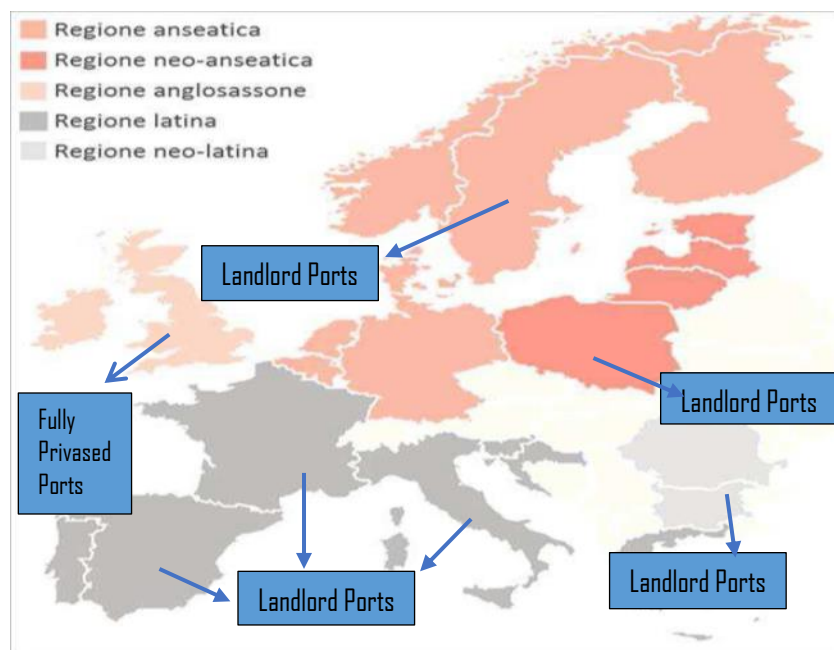 Regione anseatica
Regione neo-anseatica
Regione anglosassone
Regione latina
Regione neo-latina
Landlord Ports
Landlord Ports
Fully
Privased
Ports
Landlord Ports
Landlord Ports